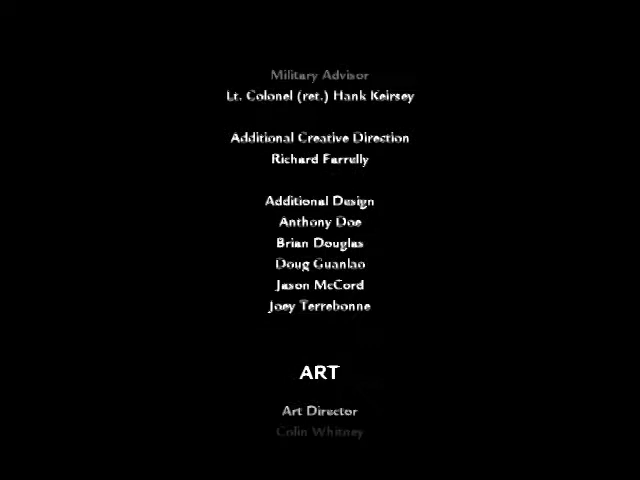 Military Advisor
Lt. Colonel (ret.) Hank Keirsey
Additional Creative Direction
Richard Farrelly
Additional Design
Anthony Doe
Brian Douglas
Doug Guanlao
Jason McCord
Joey Terrebonne
ART
Art Director
Colin Whitney